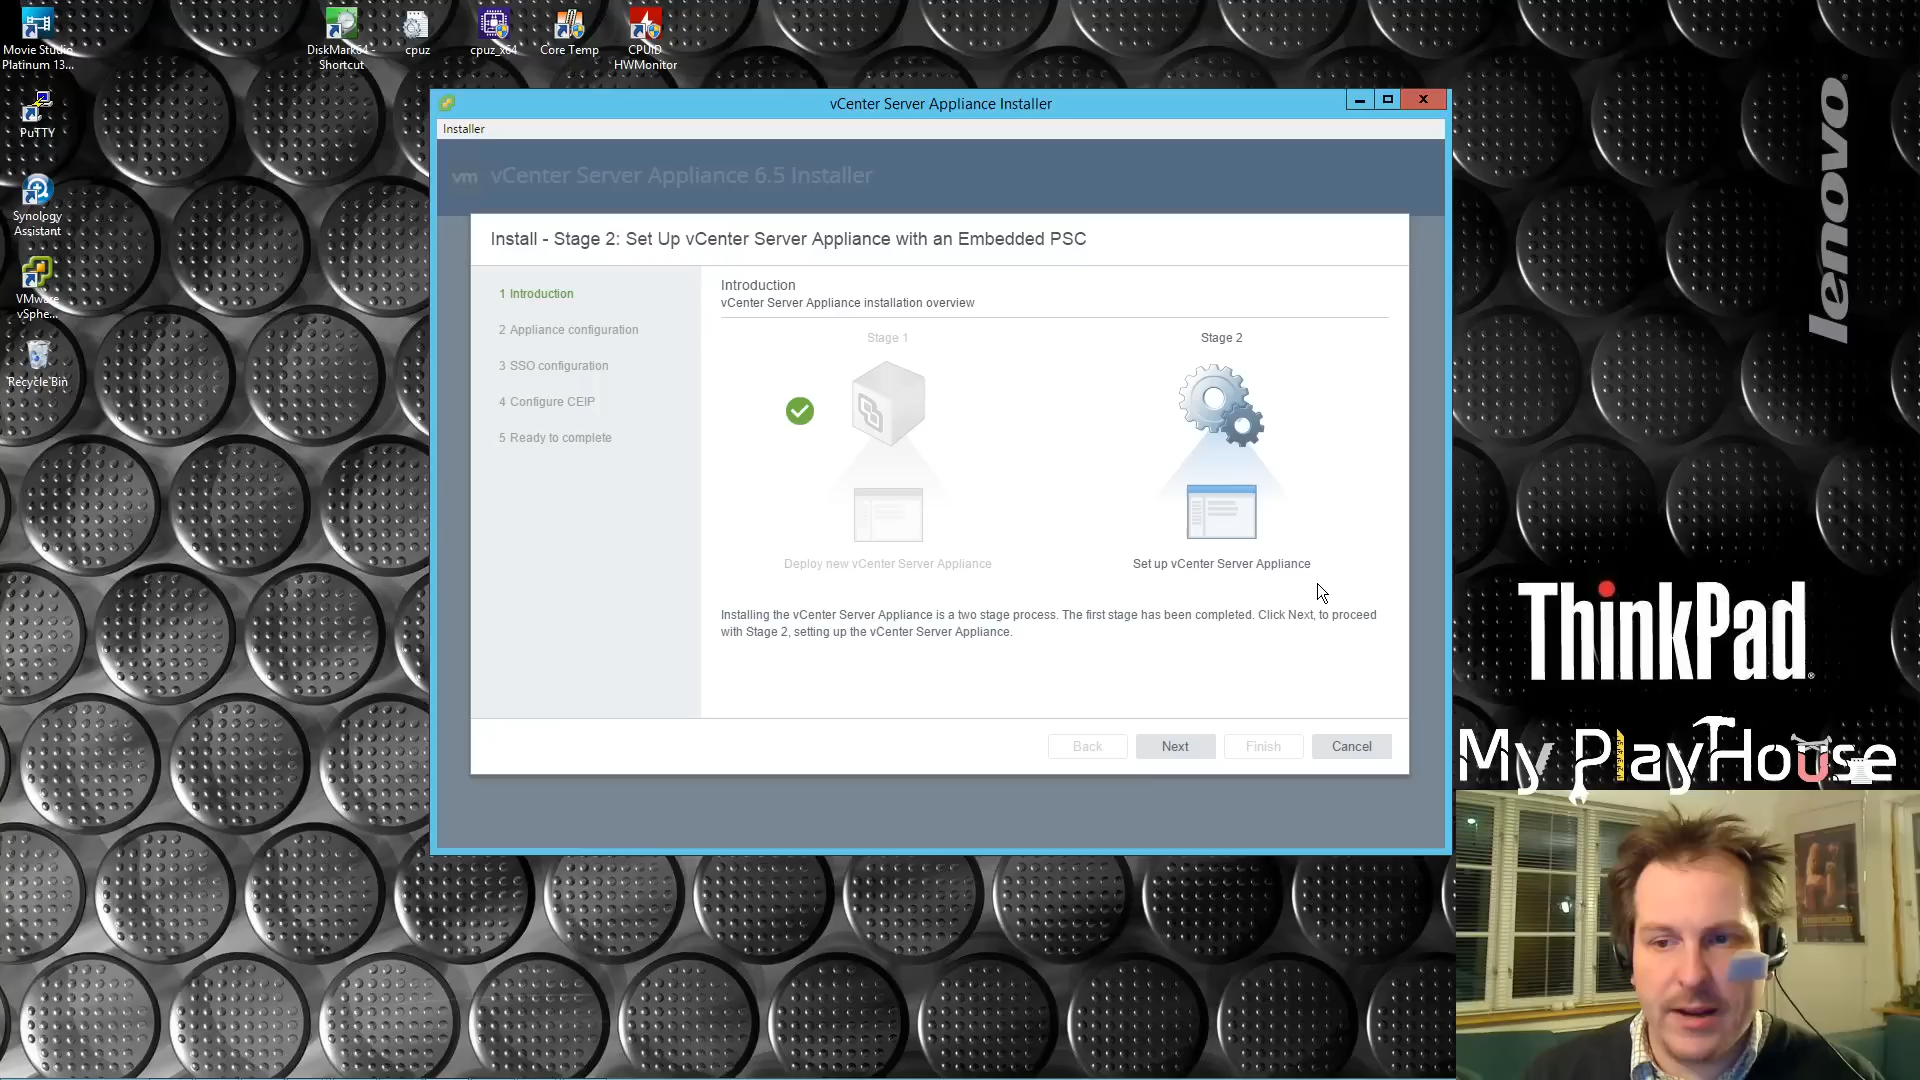 Movie Studio
Platinum 13...
DiskMark64 -
Shortcut
cpuz
cpuz_x64
Core Temp
CPUID
HWMonitor
PuTTY
Synology
Assistant
VMware
vSphe...
Recycle Bin
vCenter Server Appliance Installer
Installer
vm vCenter Server Appliance 6.5 Installer
Install - Stage 2: Set Up vCenter Server Appliance with an Embedded PSC
1 Introduction
2 Appliance configuration
3 SSO configuration
4 Configure CEIP
5 Ready to complete
Introduction
vCenter Server Appliance installation overview
Stage 1
Stage 2
Deploy new vCenter Server Appliance
Set up vCenter Server Appliance
Installing the vCenter Server Appliance is a two stage process. The first stage has been completed. Click Next, to proceed
with Stage 2, setting up the vCenter Server Appliance.
Back
Next
Finish
Cancel
lenovo
ThinkPad
My PlayHouse